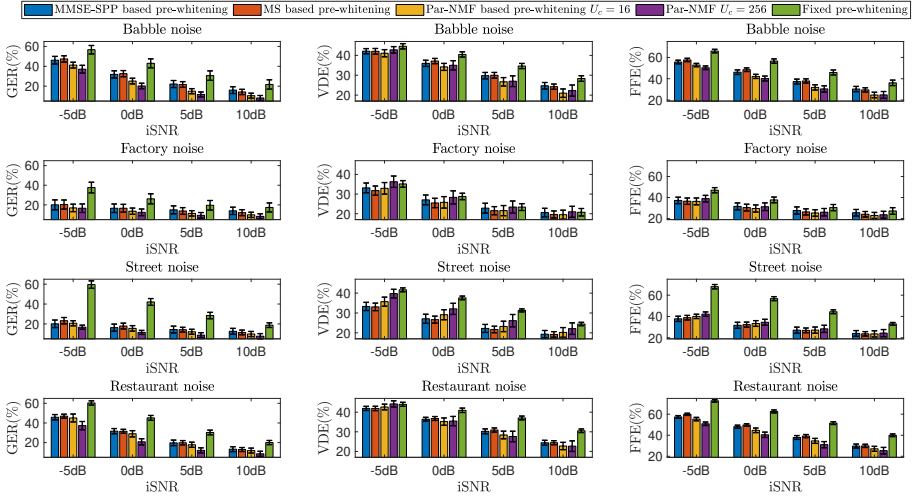 MMSE-SPP based pre-whitening MS based pre-whitening Par-NMF based pre-whitening U_c = 16 Par-NMF U_c = 256 Fixed pre-whitening
Babble noise Babble noise Babble noise
GER(%) 60 40 20 VDE(%) 40 30 20 FFE(%) 60 40 20
-5dB 0dB 5dB 10dB -5dB 0dB 5dB 10dB -5dB 0dB 5dB 10dB
iSNR iSNR iSNR
Factory noise Factory noise Factory noise
GER(%) 60 40 20 VDE(%) 40 30 20 FFE(%) 60 40 20
-5dB 0dB 5dB 10dB -5dB 0dB 5dB 10dB -5dB 0dB 5dB 10dB
iSNR iSNR iSNR
Street noise Street noise Street noise
GER(%) 60 40 20 VDE(%) 40 30 20 FFE(%) 60 40 20
-5dB 0dB 5dB 10dB -5dB 0dB 5dB 10dB -5dB 0dB 5dB 10dB
iSNR iSNR iSNR
Restaurant noise Restaurant noise Restaurant noise
GER(%) 60 40 20 VDE(%) 40 30 20 FFE(%) 60 40 20
-5dB 0dB 5dB 10dB -5dB 0dB 5dB 10dB -5dB 0dB 5dB 10dB
iSNR iSNR iSNR